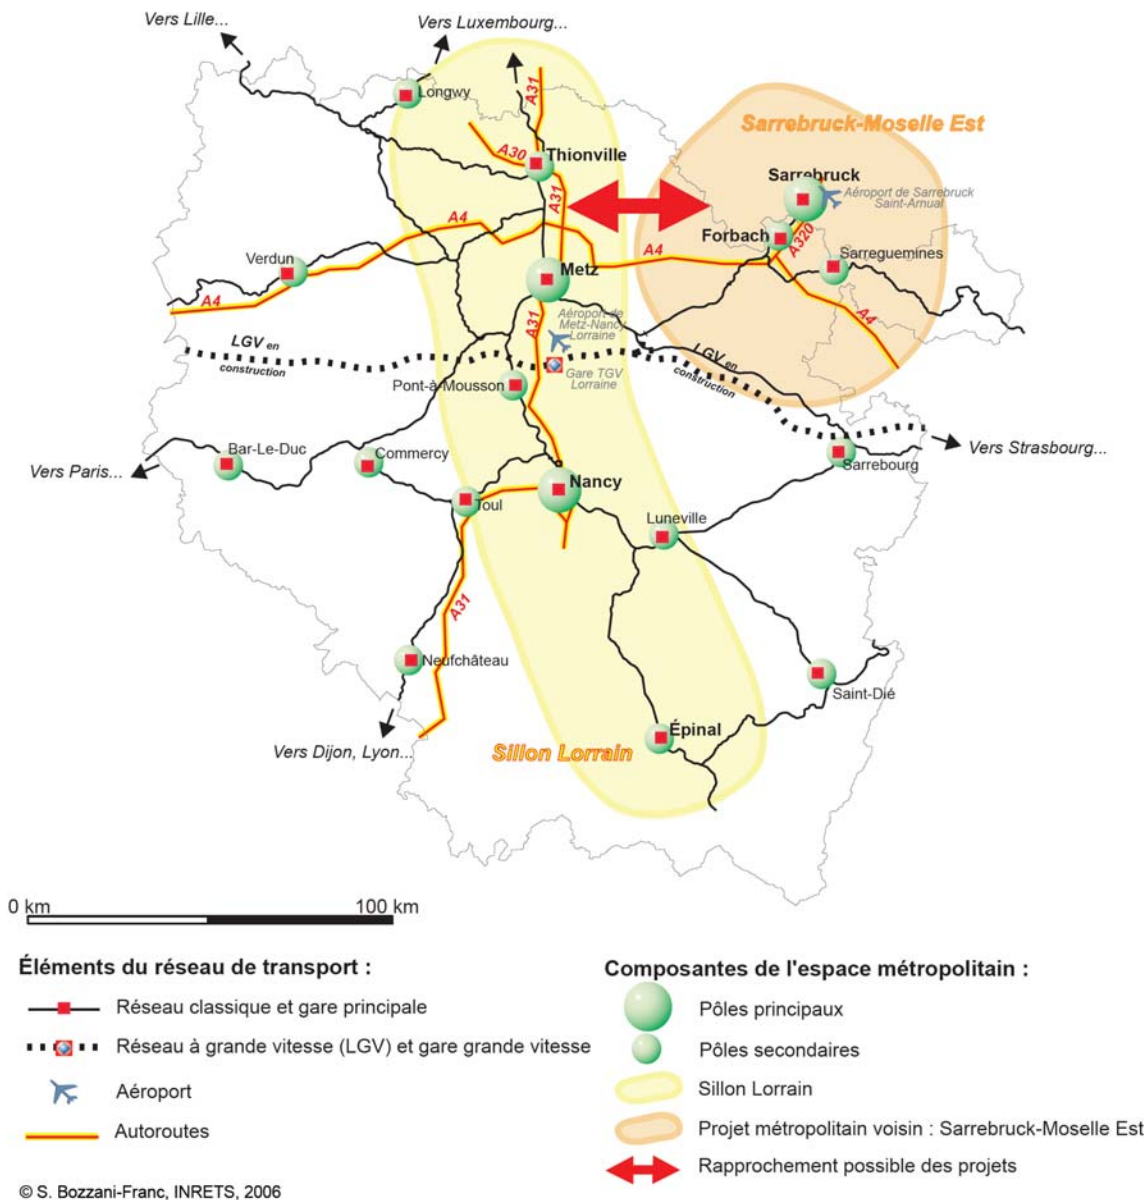 Vers Lille...
Vers Luxembourg...
Longwy
A31
A30
Thionville
A31
Sarrebruck-Moselle Est
Sarrebruck
Aéroport de Sarrebruck
Saint-Arnual
Forbach
A320
Sarreguemines
A4
A4
Verdun
Metz
A4
A4
A31
Aéroport de
Metz-Nancy
Lorraine
LGV en
construction
LGV en
construction
Gare TGV
Lorraine
Pont-à-Mousson
Bar-Le-Duc
Commercy
Vers Paris...
Vers Strasbourg...
Sarrebourg
Nancy
Toul
Luneville
A31
Neufchâteau
Saint-Dié
Épinal
Vers Dijon, Lyon...
Sillon Lorrain
0 km
100 km
Éléments du réseau de transport :
Réseau classique et gare principale
Réseau à grande vitesse (LGV) et gare grande vitesse
Aéroport
Autoroutes
Composantes de l'espace métropolitain :
Pôles principaux
Pôles secondaires
Sillon Lorrain
Projet métropolitain voisin : Sarrebruck-Moselle Est
Rapprochement possible des projets
© S. Bozzani-Franc, INRETS, 2006